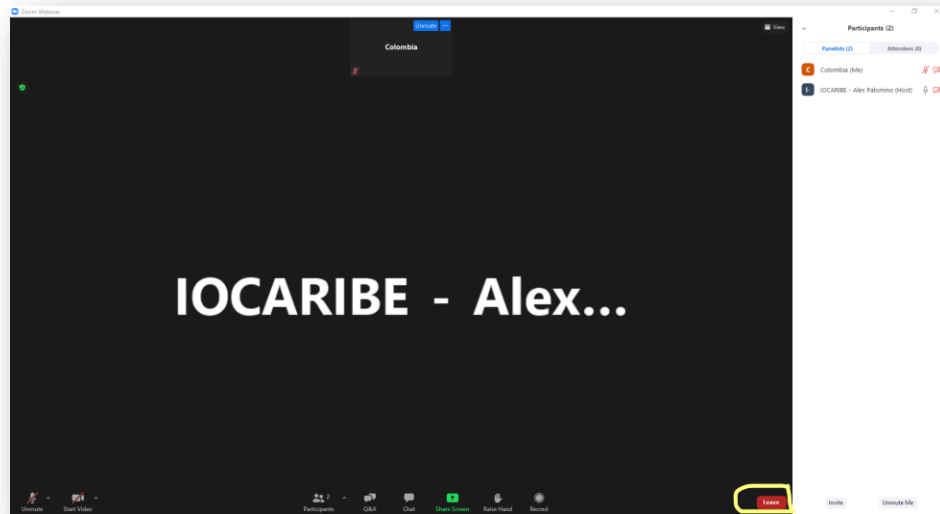 Zoom Webinar
Unmute ...
View
Colombia
IOCARIBE - Alex...
Unmute
Start Video
Participants 2
Q&A
Chat
Share Screen
Raise Hand
Record
Leave
Participants (2)
Panelists (2) Attendees (0)
C Colombia (Me)
I- IOCARIBE - Alex Palomino (Host)
Invite Unmute Me